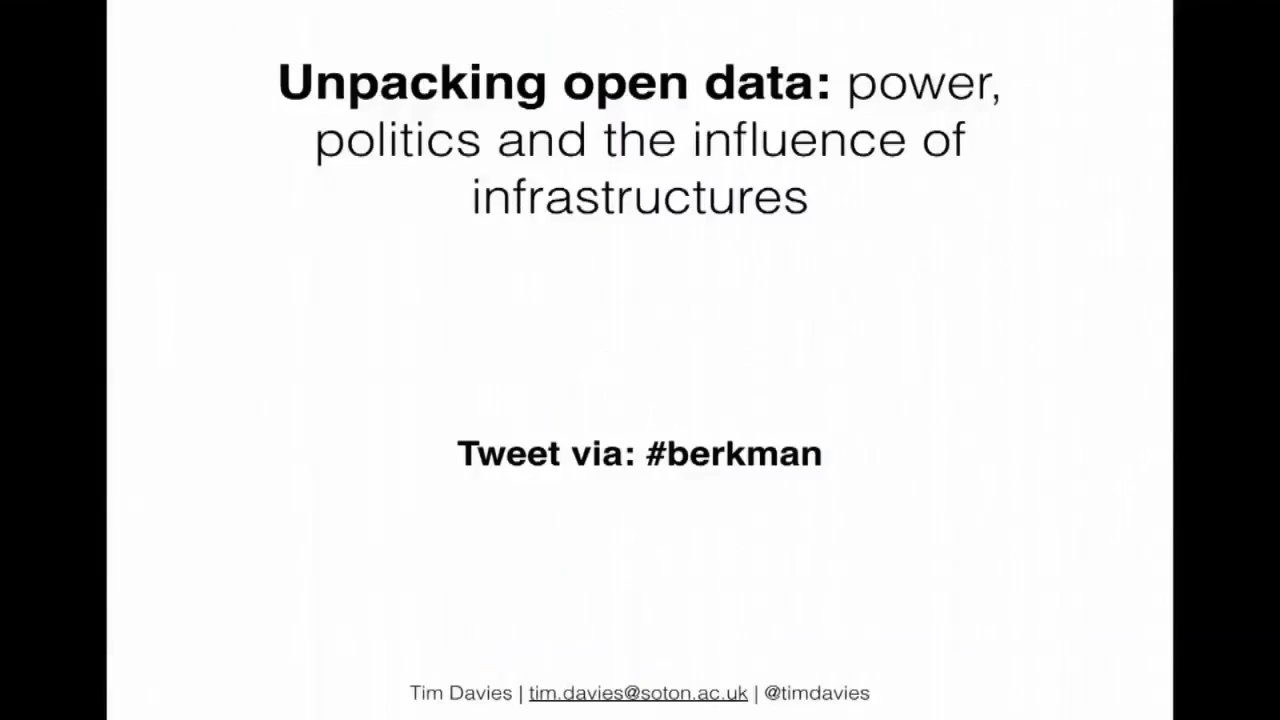 Unpacking open data: power,
politics and the influence of
infrastructures
Tweet via: #berkman
Tim Davies | tim.davies@soton.ac.uk | @timdavies